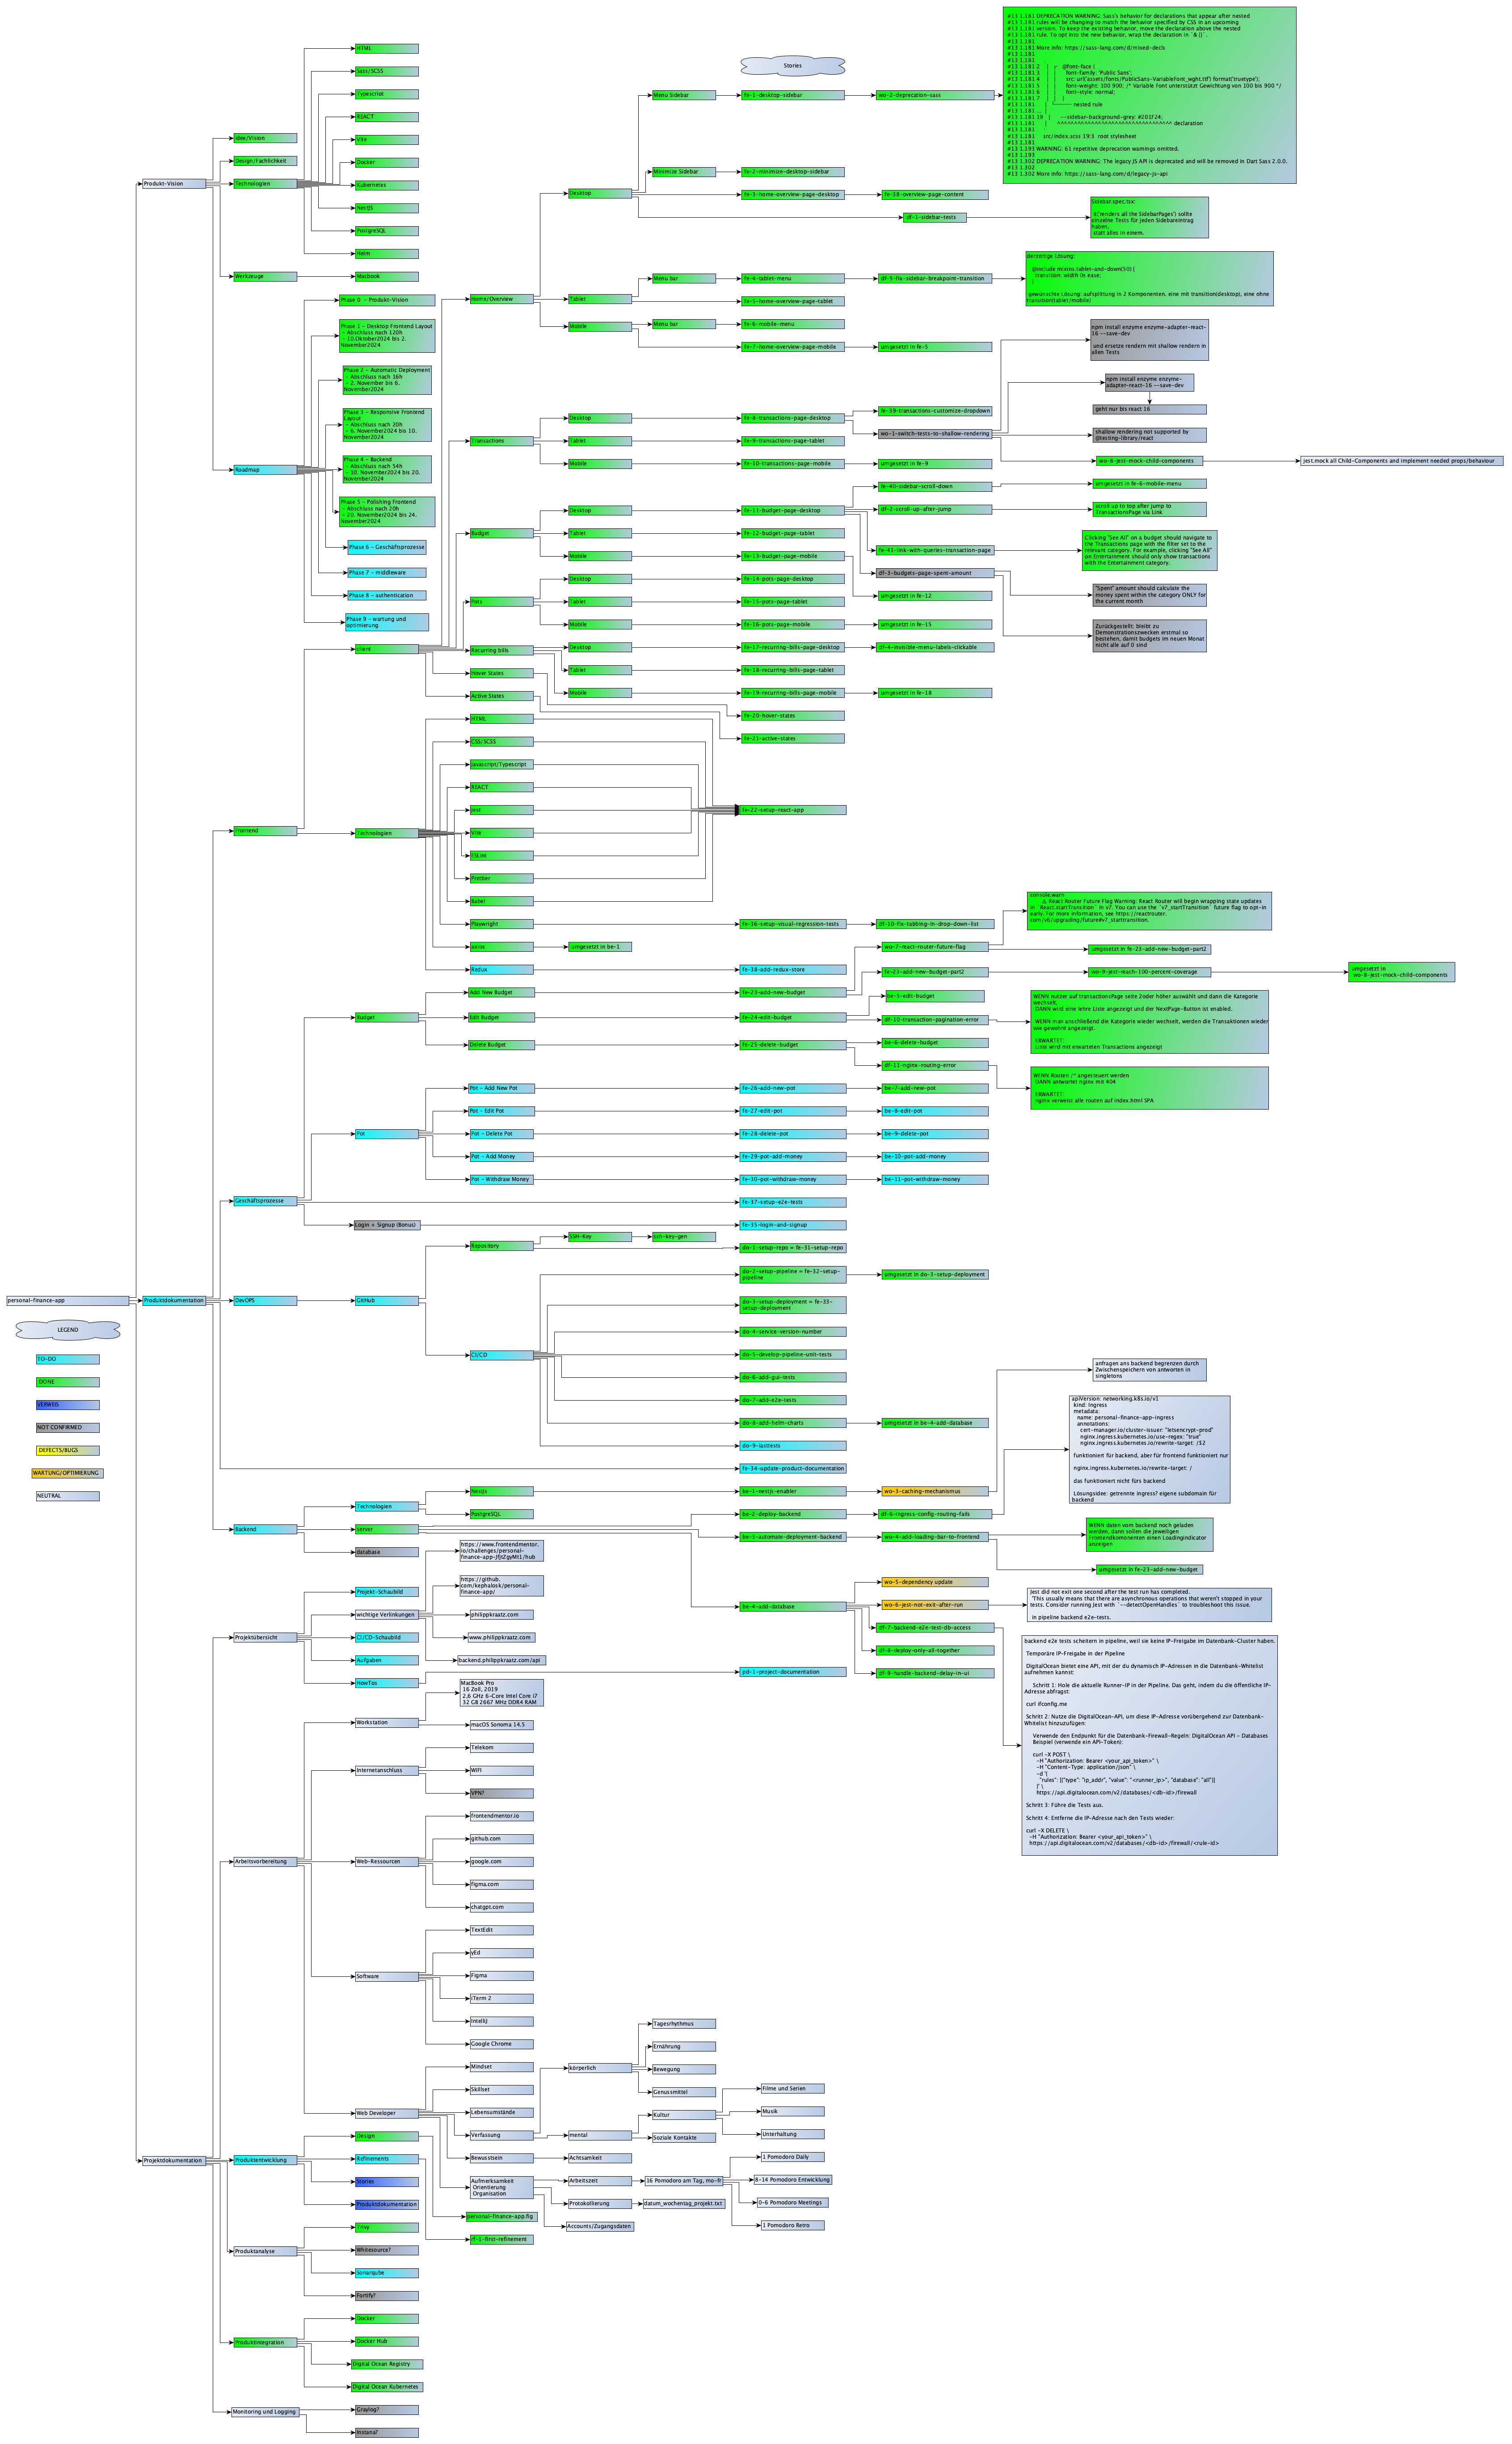 Stories
#13 1.181 DEPRECATION WARNING: Sass's behavior for declarations that appear after nested
#13 1.181 rules will be changing to match the behavior specified by CSS in an upcoming
#13 1.181 version. To keep the existing behavior, move the declaration above the nested
#13 1.181 rule. To opt into the new behavior, wrap the declaration in `& {}`.
#13 1.181
#13 1.181 More info: https://sass-lang.com/d/mixed-decls
#13 1.181
#13 1.181     ,
#13 1.181 2   │ ┌   @font-face {
#13 1.181 3   │ │     font-family: 'Public Sans';
#13 1.181 4   │ │     src: url('assets/fonts/PublicSans-VariableFont_wght.ttf') format('truetype');
#13 1.181 5   │ │     font-weight: 100 900; /* Variable Font unterstützt Gewichtung von 100 bis 900 */
#13 1.181 6   │ │     font-style: normal;
#13 1.181 7   │ │   }
#13 1.181     │ └──── nested rule
#13 1.181 ... │
#13 1.181 19  │     --sidebar-background-grey: #201F24;
#13 1.181     │     ^^^^^^^^^^^^^^^^^^^^^^^^^^^^^^^^^^ declaration
#13 1.181     '
#13 1.181     src/index.scss 19:3  root stylesheet
#13 1.181
#13 1.193 WARNING: 61 repetitive deprecation warnings omitted.
#13 1.193
#13 1.302 DEPRECATION WARNING: The legacy JS API is deprecated and will be removed in Dart Sass 2.0.0.
#13 1.302
#13 1.302 More info: https://sass-lang.com/d/legacy-js-api
HTML
Sass/SCSS
Typescriot
REACT
Vite
Docker
Kubernetes
NestJS
PostgreSQL
Helm
Idee/Vision
Design/Fachlichkeit
Produkt-Vision
Technologien
Werkzeuge
Macbook
Menu Sidebar
fe-1-desktop-sidebar
wo-2-deprecation-sass
Minimize Sidebar
fe-2-minimize-desktop-sidebar
Desktop
fe-3-home-overview-page-desktop
fe-38-overview-page-content
df-1-sidebar-tests
Sidebar.spec.tsx:
it('renders all the SidebarPages') sollte
einzelne Tests für jeden Sidebareintrag
haben,
statt alles in einem.
Home/Overview
Tablet
Menu bar
fe-4-tablet-menu
df-5-fix-sidebar-breakpoint-transition
derzeitige Lösung:
@include mixins.tablet-and-down(50) {
transition: width 0s ease;
}
gewünschte Lösung: aufsplitung in 2 Komponenten. eine mit transition(desktop), eine ohne
transition(tablet/mobile)
fe-5-home-overview-page-tablet
Mobile
Menu bar
fe-6-mobile-menu
fe-7-home-overview-page-mobile
umgesetzt in fe-5
Phase 0 - Produkt-Vision
Phase 1 - Desktop Frontend Layout
- Abschluss nach 120h
- 10.Oktober2024 bis 2.
November2024
Phase 2 - Automatic Deployment
- Abschluss nach 16h
- 2. November bis 6.
November2024
Phase 3 - Responsive Frontend
Layout
- Abschluss nach 20h
- 6. November2024 bis 10.
November2024
Roadmap
Phase 4 - Backend
- Abschluss nach 54h
- 10. November2024 bis 20.
November2024
Phase 5 - Polishing Frontend
- Abschluss nach 20h
- 20. November2024 bis 24.
November2024
Phase 6 - Geschäftsprozesse
Phase 7 - middleware
Phase 8 - authentication
Phase 9 - wartung und
optimierung
npm install enzyme enzyme-adapter-react-
16 --save-dev
und ersetze rendern mit shallow rendern in
allen Tests
npm install enzyme enzyme-
adapter-react-16 --save-dev
geht nur bis react 16
Transactions
Desktop
fe-8-transactions-page-desktop
fe-39-transactions-customize-dropdown
wo-1-switch-tests-to-shallow-rendering
shallow rendering not supported by
@testing-library/react
Tablet
fe-9-transactions-page-tablet
Mobile
fe-10-transactions-page-mobile
umgesetzt in fe-9
wo-8-jest-mock-child-components
jest.mock all Child-Components and implement needed props/behaviour
Budget
Desktop
fe-11-budget-page-desktop
fe-40-sidebar-scroll-down
umgesetzt in fe-6-mobile-menu
df-2-scroll-up-after-jump
scroll up to top after jump to
TransactionsPage via Link
Tablet
fe-12-budget-page-tablet
fe-41-link-with-queries-transaction-page
Clicking "See All" on a budget should navigate to
the Transactions page with the filter set to the
relevant category. For example, clicking "See All"
on Entertainment should only show transactions
with the Entertainment category.
Mobile
fe-13-budget-page-mobile
df-3-budgets-page-spent-amount
"Spent" amount should calculate the
money spent within the category ONLY for
the current month
Zurückgestellt: bleibt zu
Demonstrationszwecken erstmal so
bestehen, damit budgets im neuen Monat
nicht alle auf 0 sind
umgesetzt in fe-12
Pots
Desktop
fe-14-pots-page-desktop
Tablet
fe-15-pots-page-tablet
Mobile
fe-16-pots-page-mobile
umgesetzt in fe-15
client
Recurring bills
Desktop
fe-17-recurring-bills-page-desktop
df-4-invisible-menu-labels-clickable
Tablet
fe-18-recurring-bills-page-tablet
Mobile
fe-19-recurring-bills-page-mobile
umgesetzt in fe-18
Hover States
fe-20-hover-states
Active States
fe-21-active-states
HTML
CSS/SCSS
Javascript/Typescript
REACT
Jest
Vite
ESLint
Prettier
Babel
fe-22-setup-react-app
Frontend
Technologien
Playwright
fe-36-setup-visual-regression-tests
df-10-fix-tabbing-in-drop-down-list
axios
umgesetzt in be-1
Redux
fe-38-add-redux-store
console.warn
⚠ React Router Future Flag Warning: React Router will begin wrapping state updates
in `React.startTransition` in v7. You can use the `v7_startTransition` future flag to opt-in
early. For more information, see https://reactrouter.
com/v6/upgrading/future#v7_starttransition.
wo-7-react-router-future-flag
umgesetzt in fe-23-add-new-budget-part2
fe-23-add-new-budget-part2
wo-9-jest-reach-100-percent-coverage
umgesetzt in
wo-8-jest-mock-child-components
Budget
Add New Budget
fe-23-add-new-budget
Edit Budget
fe-24-edit-budget
be-5-edit-budget
df-10-transaction-pagination-error
WENN nutzer auf transactionsPage seite 2oder höher auswählt und dann die Kategorie
wechselt,
DANN wird eine lehre Liste angezeigt und der NextPage-Button ist enabled.
WENN man anschließend die Kategorie wieder wechselt, werden die Transaktionen wieder
wie gewohnt angezeigt.
ERWARTET:
Liste wird mit erwarteten Transactions angezeigt
Delete Budget
fe-25-delete-budget
be-6-delete-budget
df-11-nginx-routing-error
WENN Routen /* angesteuert werden
DANN antwortet nginx mit 404
ERWARTET:
nginx verweist alle routen auf index.html SPA
Pot
Pot - Add New Pot
fe-26-add-new-pot
be-7-add-new-pot
Pot - Edit Pot
fe-27-edit-pot
be-8-edit-pot
Pot - Delete Pot
fe-28-delete-pot
be-9-delete-pot
Pot - Add Money
fe-29-pot-add-money
be-10-pot-add-money
Pot - Withdraw Money
fe-30-pot-withdraw-money
be-11-pot-withdraw-money
Geschäftsprozesse
fe-37-setup-e2e-tests
Login + Signup (Bonus)
fe-35-login-and-signup
Repository
SSH-Key
ssh-key-gen
do-1-setup-repo = fe-31-setup-repo
personal-finance-app
Produktdokumentation
DevOPS
GitHub
do-2-setup-pipeline = fe-32-setup-
pipeline
umgesetzt in do-3-setup-deployment
do-3-setup-deployment = fe-33-
setup-deployment
do-4-service-version-number
CI/CD
do-5-develop-pipeline-unit-tests
do-6-add-gui-tests
do-7-add-e2e-tests
do-8-add-helm-charts
umgesetzt in be-4-add-database
do-9-lasttests
fe-34-update-product-documentation
LEGEND
TO-DO
DONE
VERWEIS
NOT CONFIRMED
DEFECTS/BUGS
WARTUNG/OPTIMIERUNG
NEUTRAL
anfragen ans backend begrenzen durch
Zwischenspeichern von antworten in
singletons
apiVersion: networking.k8s.io/v1
kind: Ingress
metadata:
name: personal-finance-app-ingress
annotations:
cert-manager.io/cluster-issuer: "letsencrypt-prod"
nginx.ingress.kubernetes.io/use-regex: "true"
nginx.ingress.kubernetes.io/rewrite-target: /$2
funktioniert für backend, aber für frontend funktioniert nur
nginx.ingress.kubernetes.io/rewrite-target: /
das funktioniert nicht fürs backend
Lösungsidee: getrennte ingress? eigene subdomain für
backend
Backend
Technologien
NestJs
be-1-nestjs-enabler
wo-3-caching-mechanismus
PostgreSQL
be-2-deploy-backend
df-6-ingress-config-routing-fails
server
be-3-automate-deployment-backend
wo-4-add-loading-bar-to-frontend
WENN daten vom backend noch geladen
werden, dann sollen die jeweiligen
Frontendkomonenten einen Loadingindicator
anzeigen
umgesetzt in fe-23-add-new-budget
database
be-4-add-database
wo-5-dependency update
wo-6-jest-not-exit-after-run
Jest did not exit one second after the test run has completed.
'This usually means that there are asynchronous operations that weren't stopped in your
tests. Consider running Jest with `--detectOpenHandles` to troubleshoot this issue.
in pipeline backend e2e-tests.
df-7-backend-e2e-test-db-access
df-8-deploy-only-all-together
df-9-handle-backend-delay-in-ui
backend e2e tests scheitern in pipeline, weil sie keine IP-Freigabe im Datenbank-Cluster haben.
Temporäre IP-Freigabe in der Pipeline
DigitalOcean bietet eine API, mit der du dynamisch IP-Adressen in die Datenbank-Whitelist
aufnehmen kannst:
Schritt 1: Hole die aktuelle Runner-IP in der Pipeline. Das geht, indem du die öffentliche IP-
Adresse abfragst:
curl ifconfig.me
Schritt 2: Nutze die DigitalOcean-API, um diese IP-Adresse vorübergehend zur Datenbank-
Whitelist hinzuzufügen:
Verwende den Endpunkt für die Datenbank-Firewall-Regeln: DigitalOcean API - Databases
Beispiel (verwende ein API-Token):
curl -X POST \
-H "Authorization: Bearer <your_api_token>" \
-H "Content-Type: application/json" \
-d '{
"rules": [{"type": "ip_addr", "value": "<runner_ip>", "database": "all"}]
}' \
https://api.digitalocean.com/v2/databases/<db-id>/firewall
Schritt 3: Führe die Tests aus.
Schritt 4: Entferne die IP-Adresse nach den Tests wieder:
curl -X DELETE \
-H "Authorization: Bearer <your_api_token>" \
https://api.digitalocean.com/v2/databases/<db-id>/firewall/<rule-id>
Projektübersicht
Projekt-Schaubild
wichtige Verlinkungen
https://www.frontendmentor.
io/challenges/personal-
finance-app-JfjtZgyMt1/hub
https://github.
com/kephalosk/personal-
finance-app/
philippkraatz.com
www.philippkraatz.com
backend.philippkraatz.com/api
CI/CD-Schaubild
Aufgaben
HowTos
pd-1-project-documentation
Workstation
MacBook Pro
16 Zoll, 2019
2,6 GHz 6-Core Intel Core i7
32 GB 2667 MHz DDR4 RAM
macOS Sonoma 14.5
Internetanschluss
Telekom
WIFI
VPN?
Arbeitsvorbereitung
Web-Ressourcen
frontendmentor.io
github.com
google.com
figma.com
chatgpt.com
Software
TextEdit
yEd
Figma
iTerm 2
IntelliJ
Google Chrome
Web Developer
Mindset
Skillset
Lebensumstände
Verfassung
körperlich
Tagesrhythmus
Ernährung
Bewegung
Genussmittel
mental
Kultur
Filme und Serien
Musik
Unterhaltung
Soziale Kontakte
Bewusstsein
Achtsamkeit
Aufmerksamkeit
Orientierung
Organisation
Arbeitszeit
16 Pomodoro am Tag, mo-fr
1 Pomodoro Daily
8-14 Pomodoro Entwicklung
0-6 Pomodoro Meetings
1 Pomodoro Retro
Protokollierung
datum_wochentag_projekt.txt
Accounts/Zugangsdaten
Projektdokumentation
Produktentwicklung
Design
Refinements
Stories
Produktdokumentation
personal-finance-app.fig
rf-1-first-refinement
Produktanalyse
Trivy
Whitesource?
Sonarqube
Fortify?
Produktintegration
Docker
Docker Hub
Digital Ocean Registry
Digital Ocean Kubernetes
Monitoring und Logging
Graylog?
Instana?